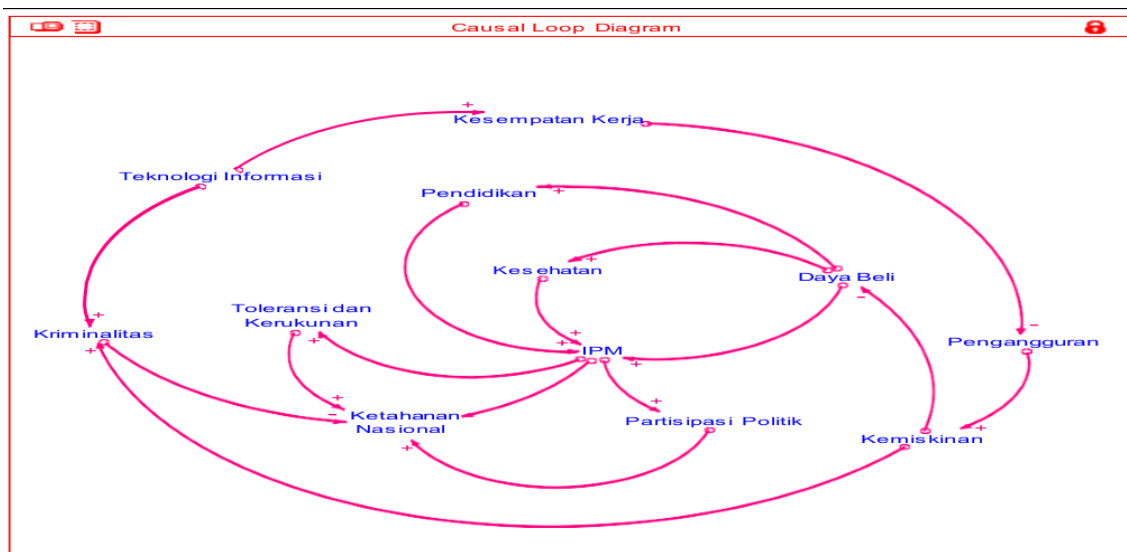 Causal Loop Diagram
+
Kesempatan Kerja
Teknologi Informasi
Pendidikan
+
Kesehatan
+
Daya Beli
-
Toleransi dan
Kerukunan
+
+
Kriminalitas
+
+
+
IPM
+
-
Pengangguran
+
-
Ketahanan
Nasional
+
+
Partisipasi Politik
+
Kemiskinan